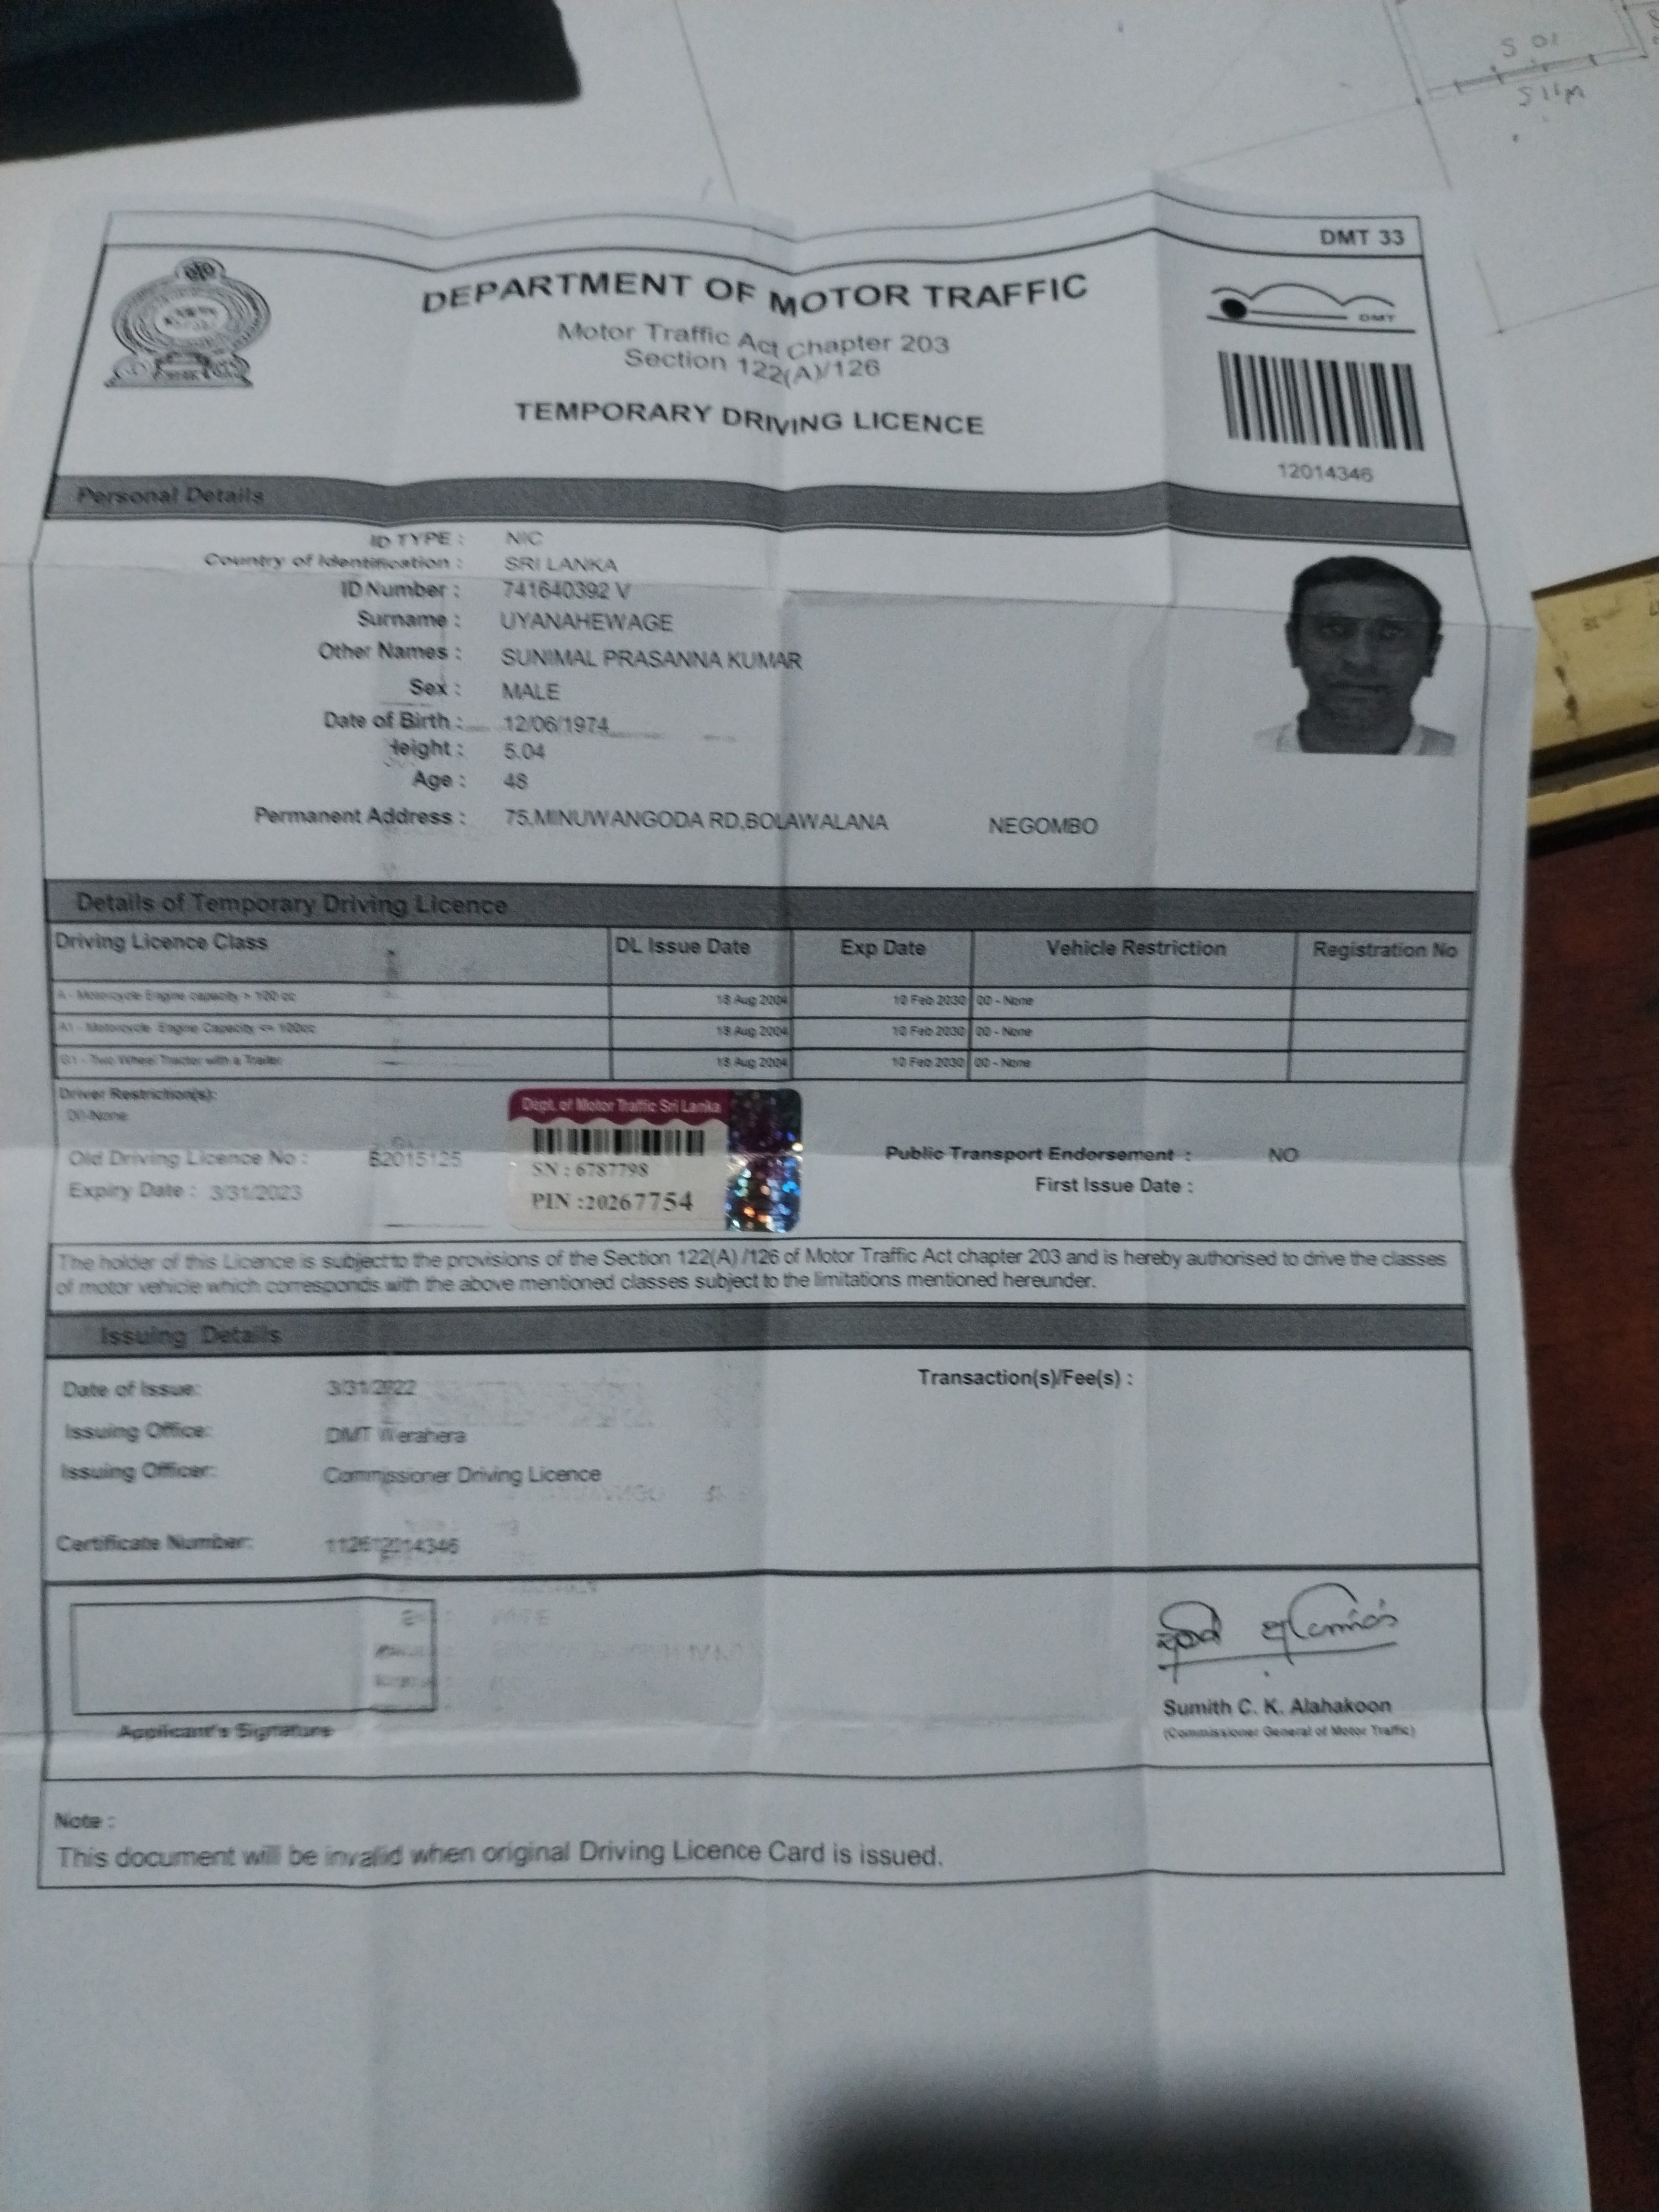 S 01
DMT 33
DEPARTMENT OF MOTOR TRAFFIC
Motor Traffic Act Chapter 203
Section 122(A)/126
TEMPORARY DRIVING LICENCE
DMT
12014346
Personal Details
ID TYPE : NIC
Country of Identification : SRI LANKA
ID Number : 741640392 V
Surname : UYANAHEWAGE
Other Names : SUNIMAL PRASANNA KUMAR
Sex : MALE
Date of Birth : 12/06/1974
Height : 5.04
Age : 48
Permanent Address : 75,MINUWANGODA RD,BOLAWALANA NEGOMBO
Details of Temporary Driving Licence
Driving Licence Class DL Issue Date Exp Date Vehicle Restriction Registration No
A - Motorcycle Engine capacity > 100 cc 18 Aug 2004 10 Feb 2030 00 - None
A1 - Motorcycle Engine Capacity <= 100cc 18 Aug 2004 10 Feb 2030 00 - None
G1 - Two Wheel Tractor with a Trailer 18 Aug 2004 10 Feb 2030 00 - None
Driver Restriction(s):
00-None
Dept. of Motor Traffic Sri Lanka
SN : 6787798
PIN :20267754
Old Driving Licence No : B2015125
Public Transport Endorsement : NO
Expiry Date : 3/31/2023
First Issue Date :
The holder of this Licence is subject to the provisions of the Section 122(A) /126 of Motor Traffic Act chapter 203 and is hereby authorised to drive the classes
of motor vehicle which corresponds with the above mentioned classes subject to the limitations mentioned hereunder.
Issuing Details
Date of Issue: 3/31/2022
Transaction(s)/Fee(s) :
Issuing Office: DMT Werahera
Issuing Officer: Commissioner Driving Licence
Certificate Number: 112612014346
Applicant's Signature
Sumith C. K. Alahakoon
(Commissioner General of Motor Traffic)
Note :
This document will be invalid when original Driving Licence Card is issued.